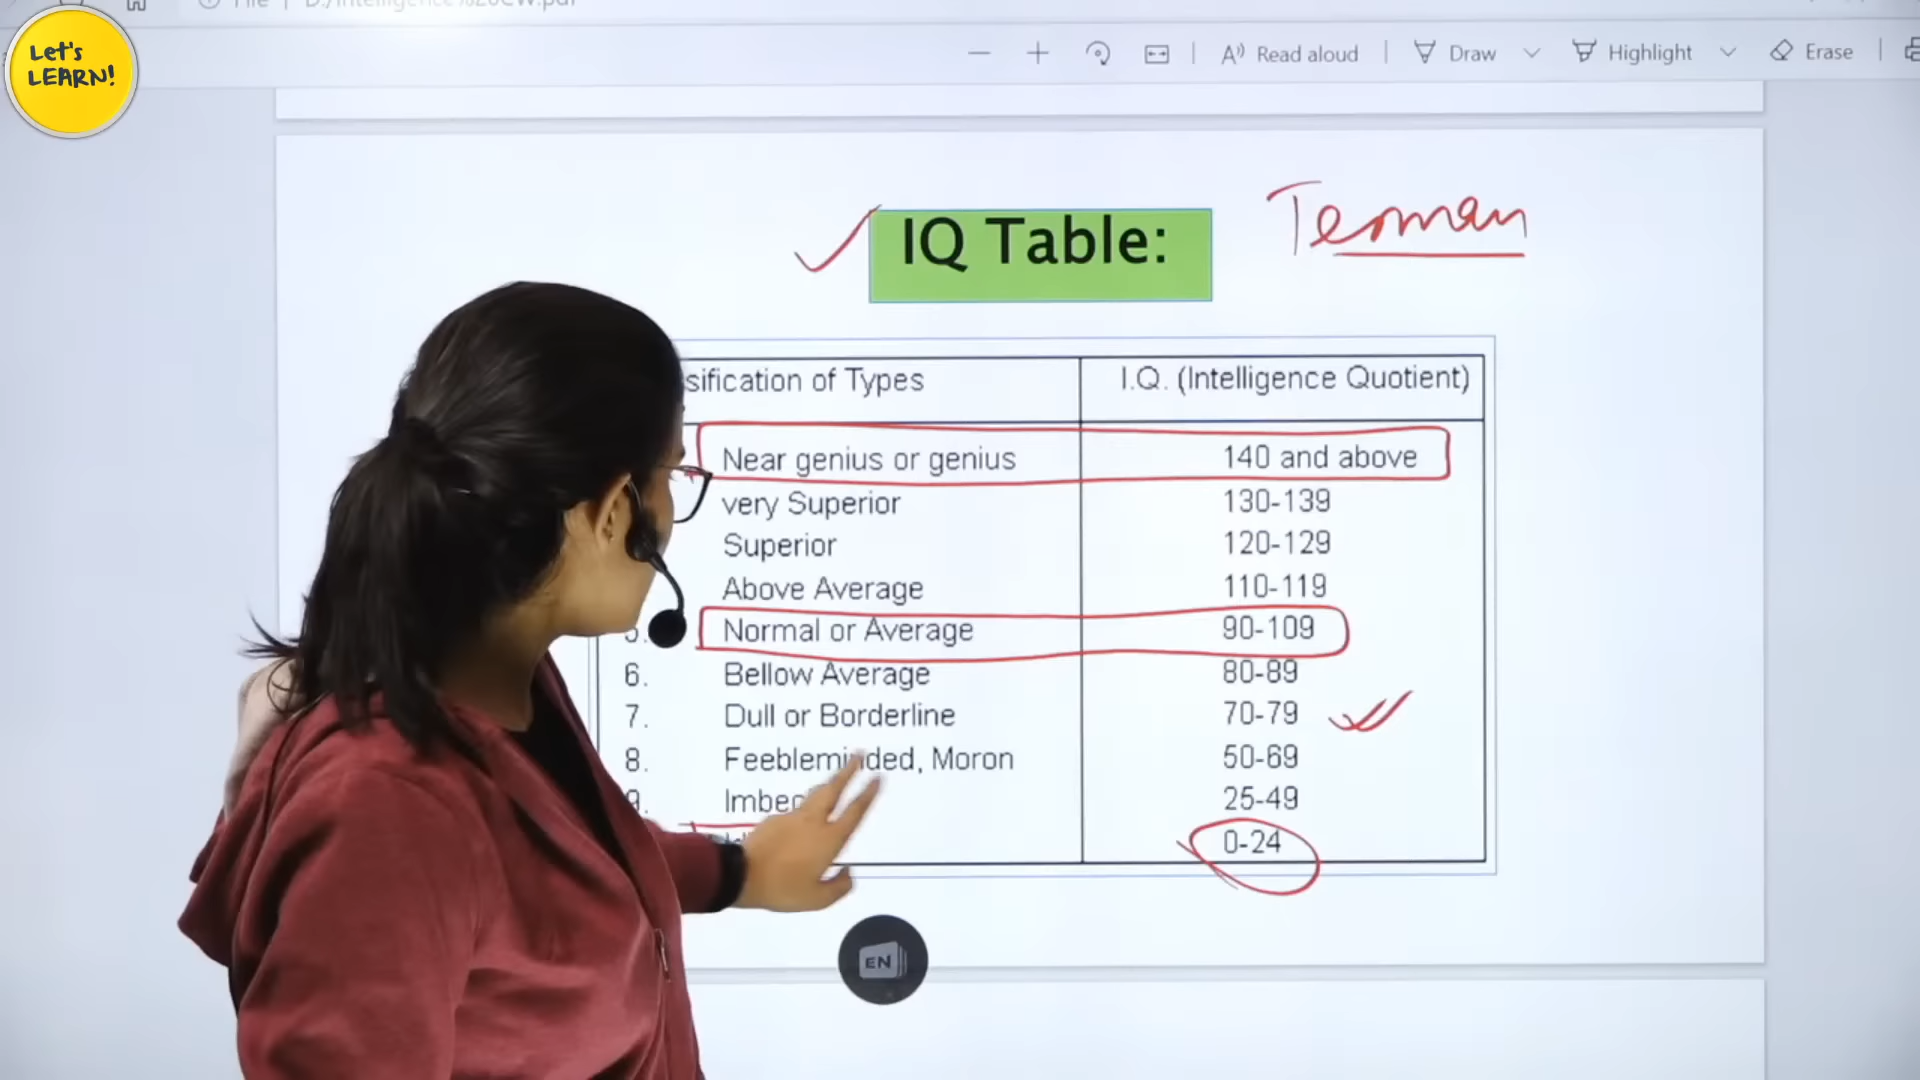 Let's
LEARN!
Read aloud
Draw
Highlight
Erase
IQ Table:
Terman
sification of Types I.Q. (Intelligence Quotient)
Near genius or genius 140 and above
very Superior 130-139
Superior 120-129
Above Average 110-119
5. Normal or Average 90-109
6. Bellow Average 80-89
7. Dull or Borderline 70-79
8. Feebleminded, Moron 50-69
9. 25-49
0-24
EN